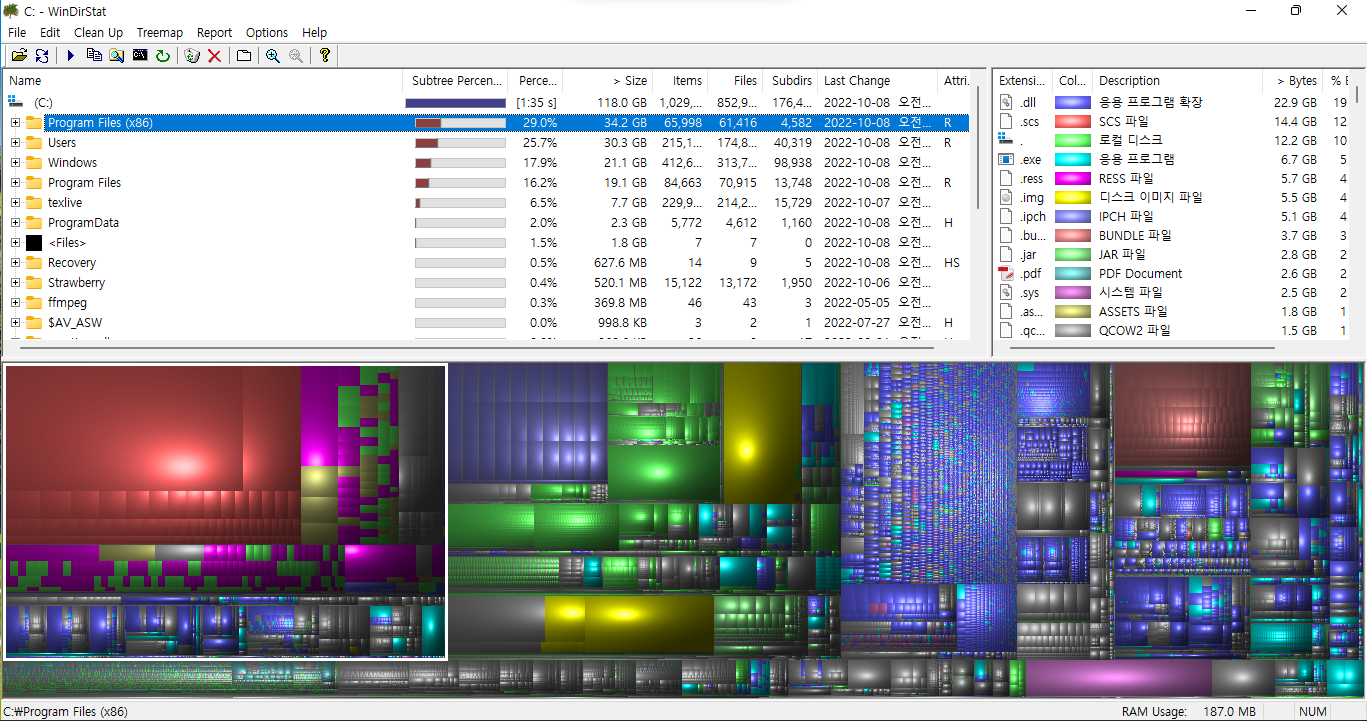 C: - WinDirStat
File Edit Clean Up Treemap Report Options Help
Name Subtree Percen... Perce... > Size Items Files Subdirs Last Change Attri.
(C:) [1:35 s] 118.0 GB 1,029,... 852,9... 176,4... 2022-10-08 오전...
Program Files (x86) 29.0% 34.2 GB 65,998 61,416 4,582 2022-10-08 오전... R
Users 25.7% 30.3 GB 215,1... 174,8... 40,319 2022-10-08 오전... R
Windows 17.9% 21.1 GB 412,6... 313,7... 98,938 2022-10-08 오전...
Program Files 16.2% 19.1 GB 84,663 70,915 13,748 2022-10-08 오전... R
texlive 6.5% 7.7 GB 229,9... 214,2... 15,729 2022-10-07 오전...
ProgramData 2.0% 2.3 GB 5,772 4,612 1,160 2022-10-08 오전... H
<Files> 1.5% 1.8 GB 7 7 0 2022-10-08 오전...
Recovery 0.5% 627.6 MB 14 9 5 2022-10-08 오전... HS
Strawberry 0.4% 520.1 MB 15,122 13,172 1,950 2022-10-06 오전...
ffmpeg 0.3% 369.8 MB 46 43 3 2022-05-05 오전...
$AV_ASW 0.0% 998.8 KB 3 2 1 2022-07-27 오전... H
Extensi... Col... Description > Bytes %
.dll 응용 프로그램 확장 22.9 GB 19
.scs SCS 파일 14.4 GB 12
. 로컬 디스크 12.2 GB 10
.exe 응용 프로그램 6.7 GB 5
.ress RESS 파일 5.7 GB 4
.img 디스크 이미지 파일 5.5 GB 4
.ipch IPCH 파일 5.1 GB 4
.bu... BUNDLE 파일 3.7 GB 3
.jar JAR 파일 2.8 GB 2
.pdf PDF Document 2.6 GB 2
.sys 시스템 파일 2.5 GB 2
.as... ASSETS 파일 1.8 GB 1
.qc... QCOW2 파일 1.5 GB 1
C:₩Program Files (x86) RAM Usage: 187.0 MB NUM